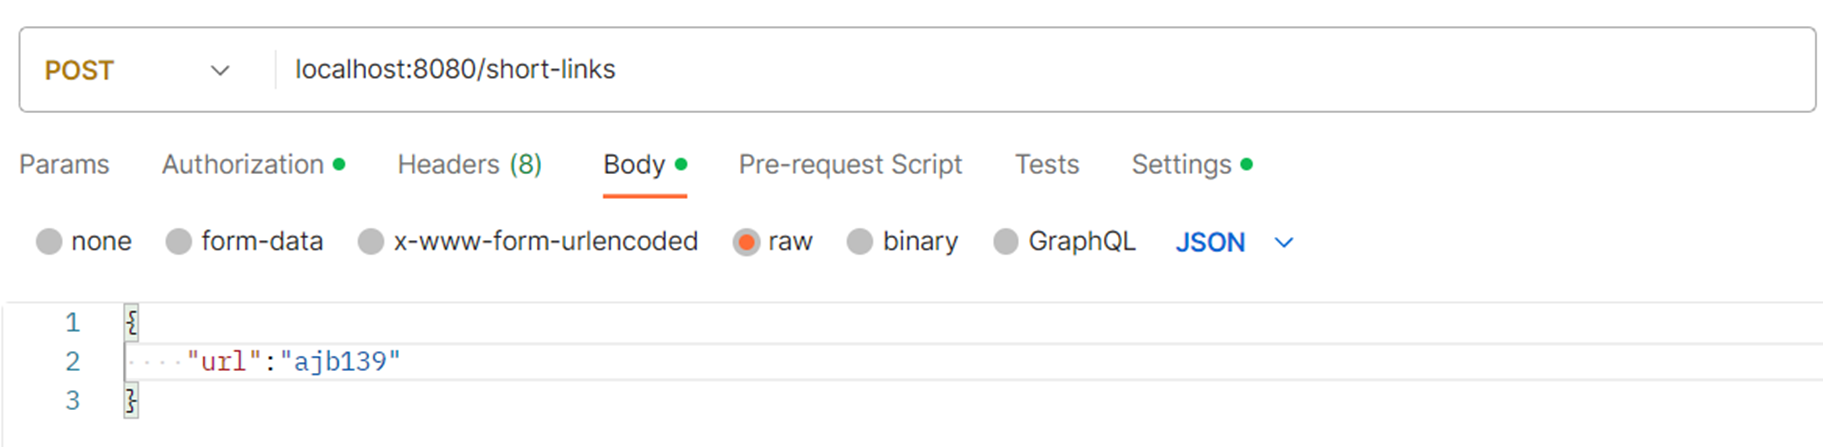 POST localhost:8080/short-links
Params Authorization Headers (8) Body Pre-request Script Tests Settings
none form-data x-www-form-urlencoded raw binary GraphQL JSON
1 {
2 ····"url":"ajb139"
3 }